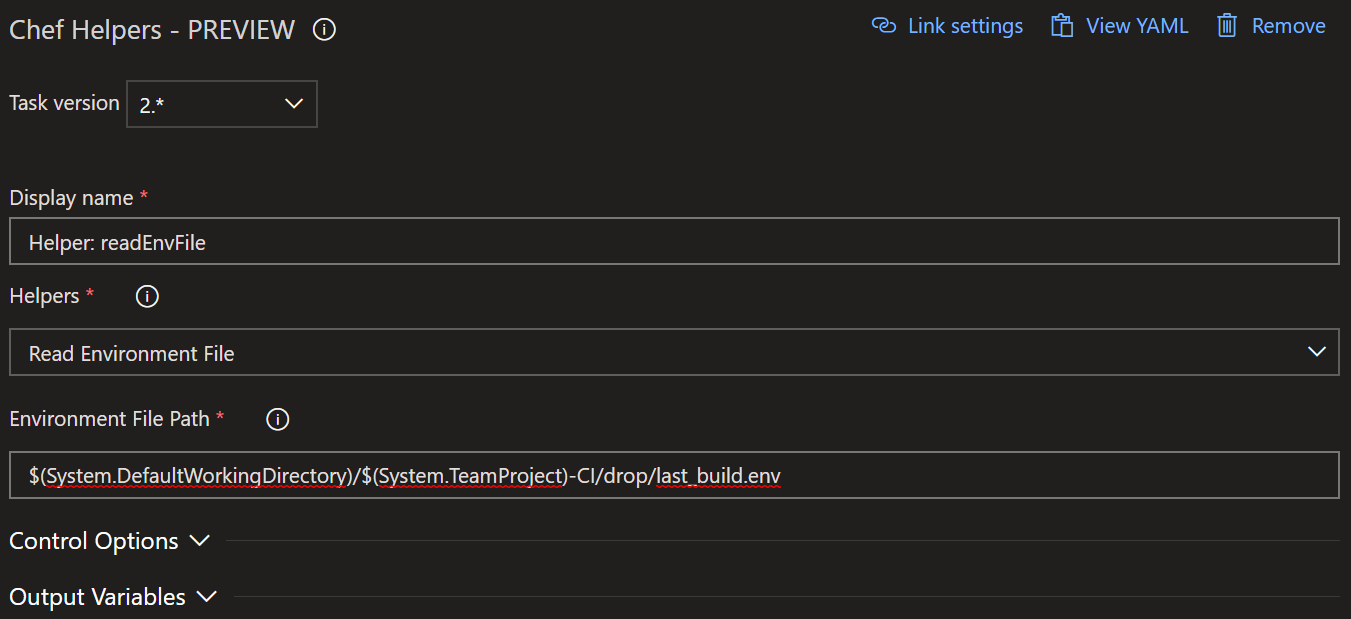 Chef Helpers - PREVIEW
Link settings View YAML Remove
Task version 2.*
Display name *
Helper: readEnvFile
Helpers *
Read Environment File
Environment File Path *
$(System.DefaultWorkingDirectory)/$(System.TeamProject)-CI/drop/last_build.env
Control Options
Output Variables